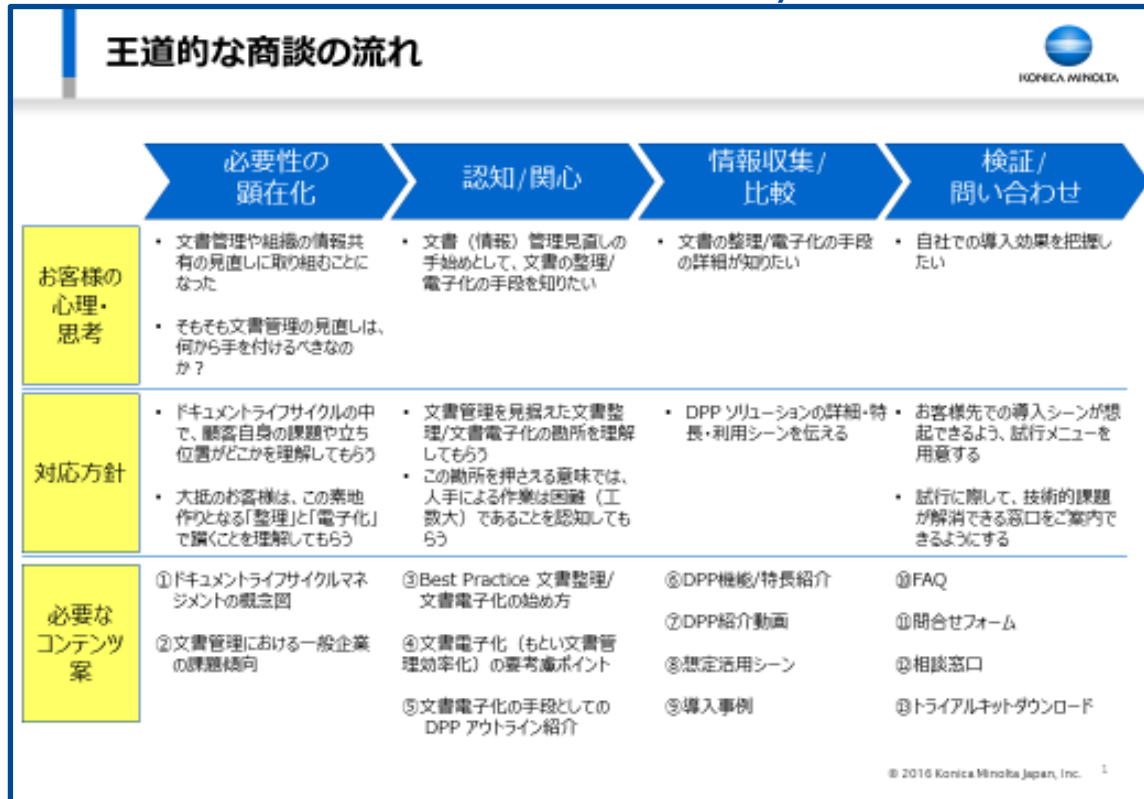 王道的な商談の流れ
KONICA MINOLTA
必要性の
顕在化
認知/関心
情報収集/
比較
検証/
問い合わせ
お客様の
心理・
思考
• 文書管理や組織の情報共
有の見直しに取り組むことに
なった
• そもそも文書管理の見直しは、
何から手を付けるべきなの
か？
• 文書（情報）管理見直しの
手始めとして、文書の整理/
電子化の手段を知りたい
• 文書の整理/電子化の手段
の詳細が知りたい
• 自社での導入効果を把握し
たい
対応方針
• ドキュメントライフサイクルの中
で、顧客自身の課題や立ち
位置がどこかを理解してもらう
• 大抵のお客様は、この素地
作りとなる「整理」と「電子化」
で躓くことを理解してもらう
• 文書管理を見据えた文書整
理/文書電子化の勘所を理解
してもらう
• この勘所を押さえる意味では、
人手による作業は困難（工
数大）であることを認知しても
らう
• DPP ソリューションの詳細・特
長・利用シーンを伝える
• お客様先での導入シーンが想
起できるよう、試行メニューを
用意する
• 試行に際して、技術的課題
が解消できる窓口をご案内で
きるようにする
必要な
コンテンツ
案
①ドキュメントライフサイクルマネ
ジメントの概念図
②文書管理における一般企業
の課題傾向
③Best Practice 文書整理/
文書電子化の始め方
④文書電子化（もとい文書管
理効率化）の要考慮ポイント
⑤文書電子化の手段としての
DPP アウトライン紹介
⑥DPP機能/特長紹介
⑦DPP紹介動画
⑧想定活用シーン
⑨導入事例
⑩FAQ
⑪問合せフォーム
⑫相談窓口
⑬トライアルキットダウンロード
© 2016 Konica Minolta Japan, Inc. 1